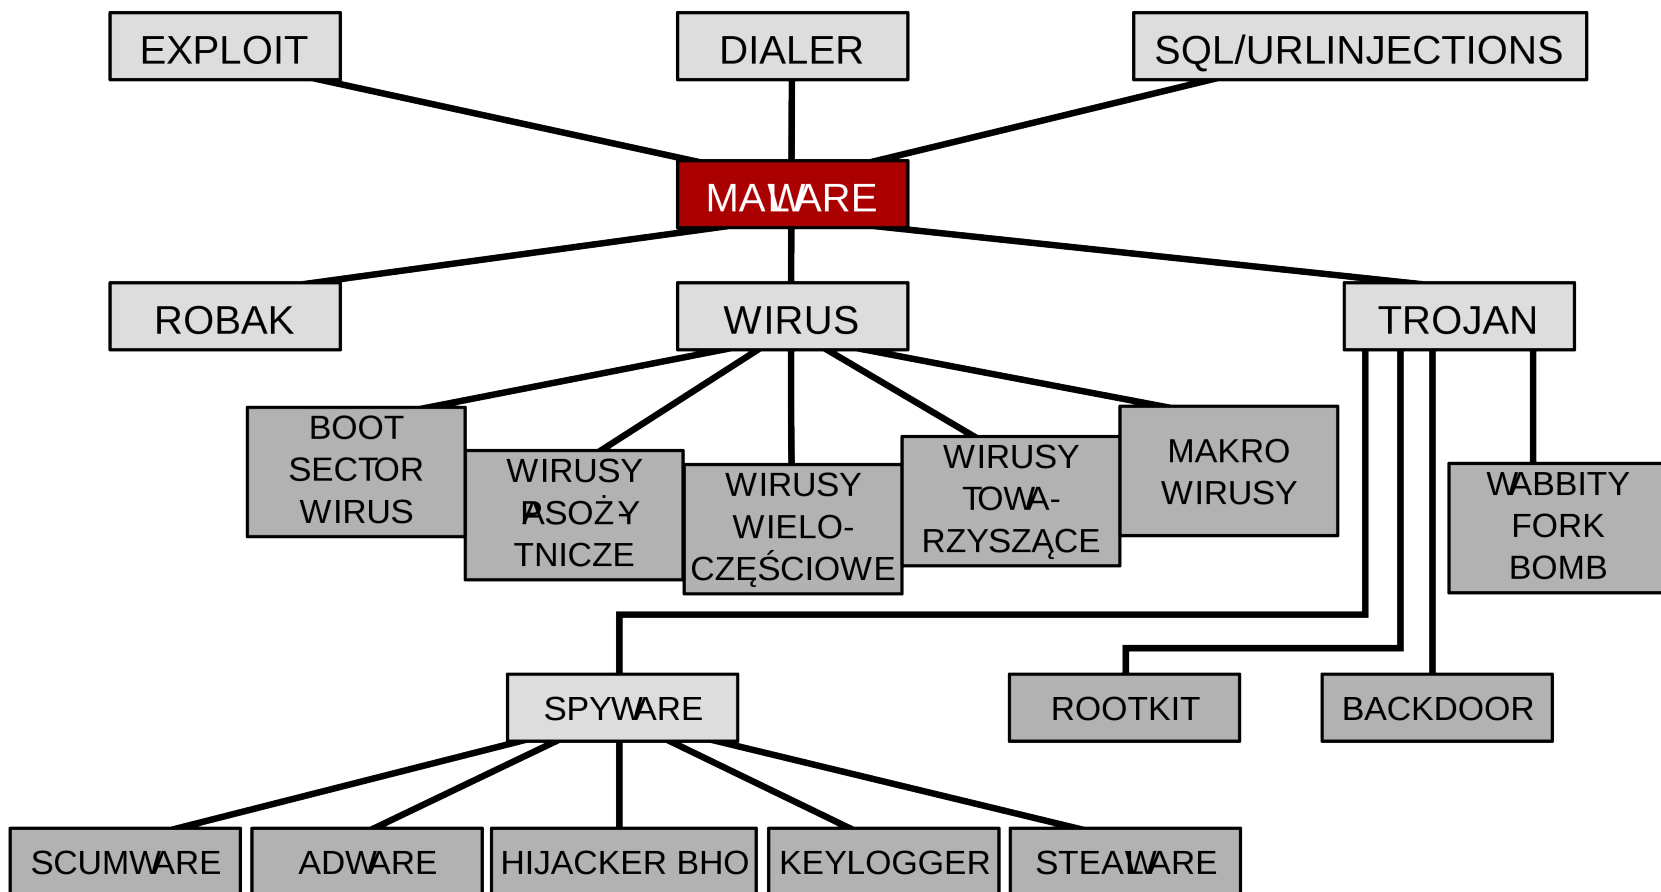 EXPLOIT
DIALER
SQL/URLINJECTIONS
MALWARE
ROBAK
WIRUS
TROJAN
BOOT
SECTOR
WIRUS
WIRUSY
PASOŻY-
TNICZE
WIRUSY
WIELO-
CZĘŚCIOWE
WIRUSY
TOWA-
RZYSZĄCE
MAKRO
WIRUSY
WABBITY
FORK
BOMB
SPYWARE
ROOTKIT
BACKDOOR
SCUMWARE
ADWARE
HIJACKER BHO
KEYLOGGER
STEALWARE